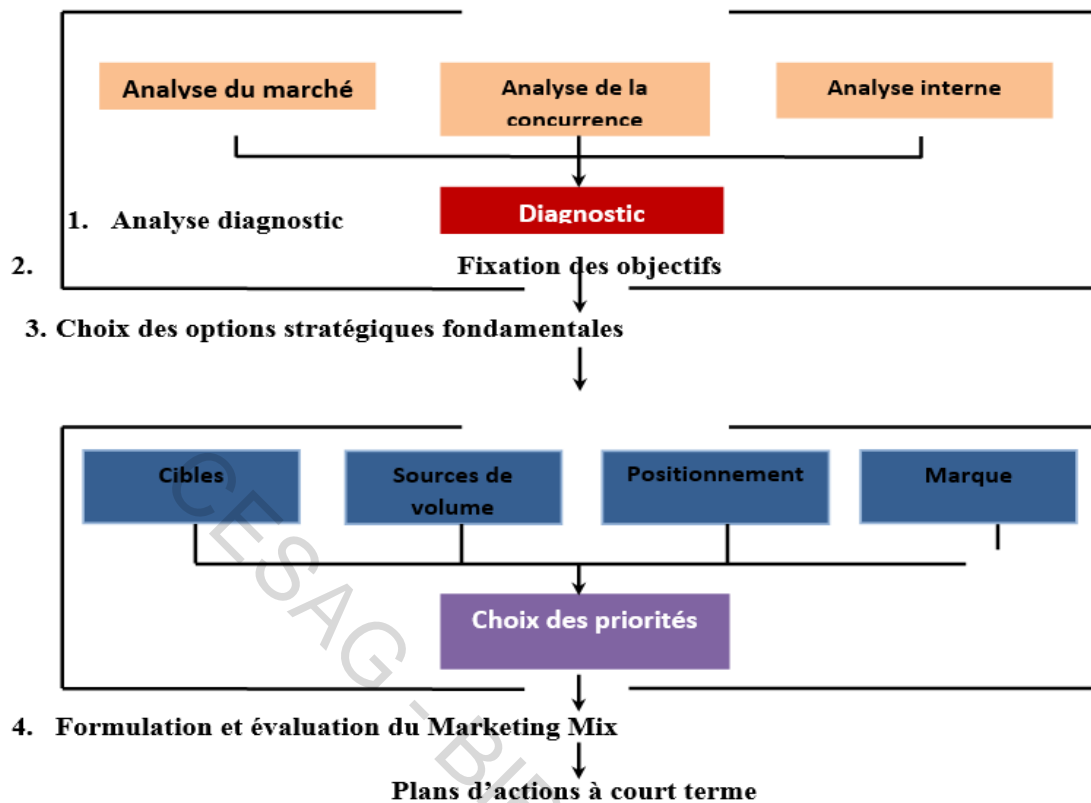 Analyse du marché
Analyse de la
concurrence
Analyse interne
Diagnostic
1. Analyse diagnostic
2. Fixation des objectifs
3. Choix des options stratégiques fondamentales
Cibles
Sources de
volume
Positionnement
Marque
Choix des priorités
4. Formulation et évaluation du Marketing Mix
Plans d'actions à court terme
CESAG -